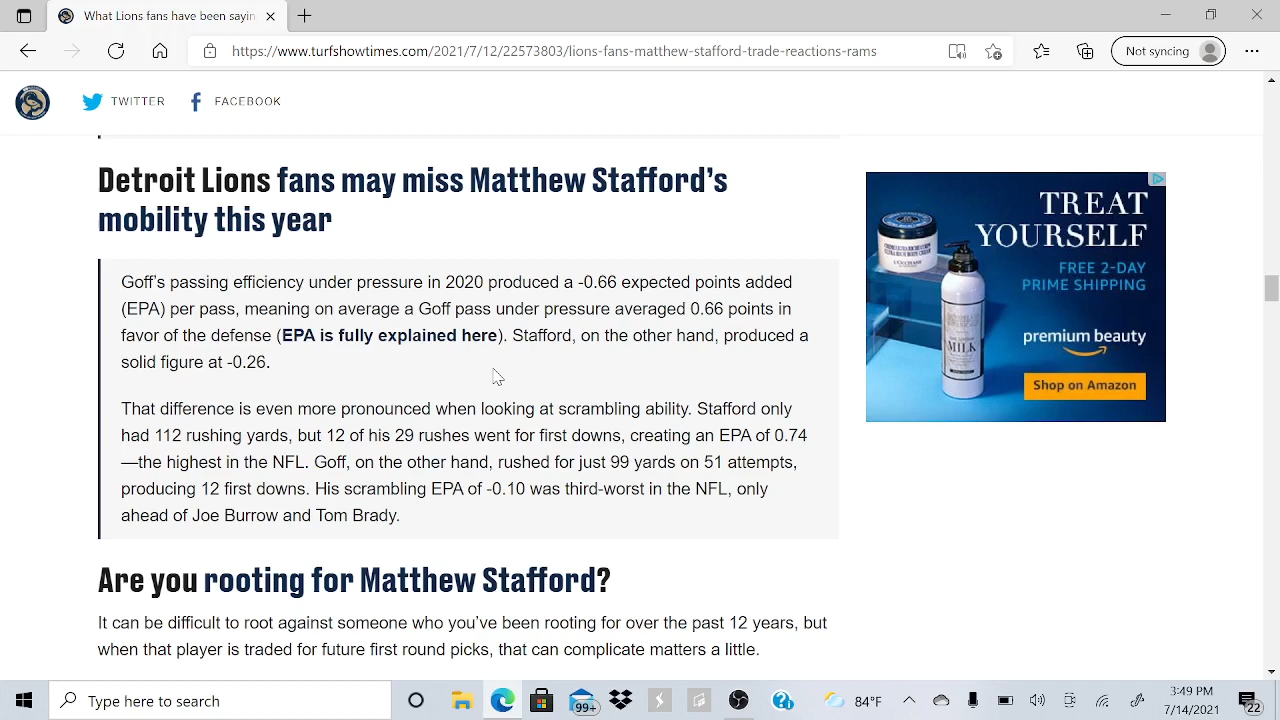 What Lions fans have been sayin
https://www.turfshowtimes.com/2021/7/12/22573803/lions-fans-matthew-stafford-trade-reactions-rams
Not syncing
TWITTER
FACEBOOK
Detroit Lions fans may miss Matthew Stafford’s
mobility this year
Goff’s passing efficiency under pressure in 2020 produced a -0.66 expected points added
(EPA) per pass, meaning on average a Goff pass under pressure averaged 0.66 points in
favor of the defense (EPA is fully explained here). Stafford, on the other hand, produced a
solid figure at -0.26.
That difference is even more pronounced when looking at scrambling ability. Stafford only
had 112 rushing yards, but 12 of his 29 rushes went for first downs, creating an EPA of 0.74
—the highest in the NFL. Goff, on the other hand, rushed for just 99 yards on 51 attempts,
producing 12 first downs. His scrambling EPA of -0.10 was third-worst in the NFL, only
ahead of Joe Burrow and Tom Brady.
Are you rooting for Matthew Stafford?
It can be difficult to root against someone who you’ve been rooting for over the past 12 years, but
when that player is traded for future first round picks, that can complicate matters a little.
TREAT
YOURSELF
FREE 2-DAY
PRIME SHIPPING
premium beauty
Shop on Amazon
MILK
Type here to search
99+
84°F
3:49 PM
7/14/2021
22